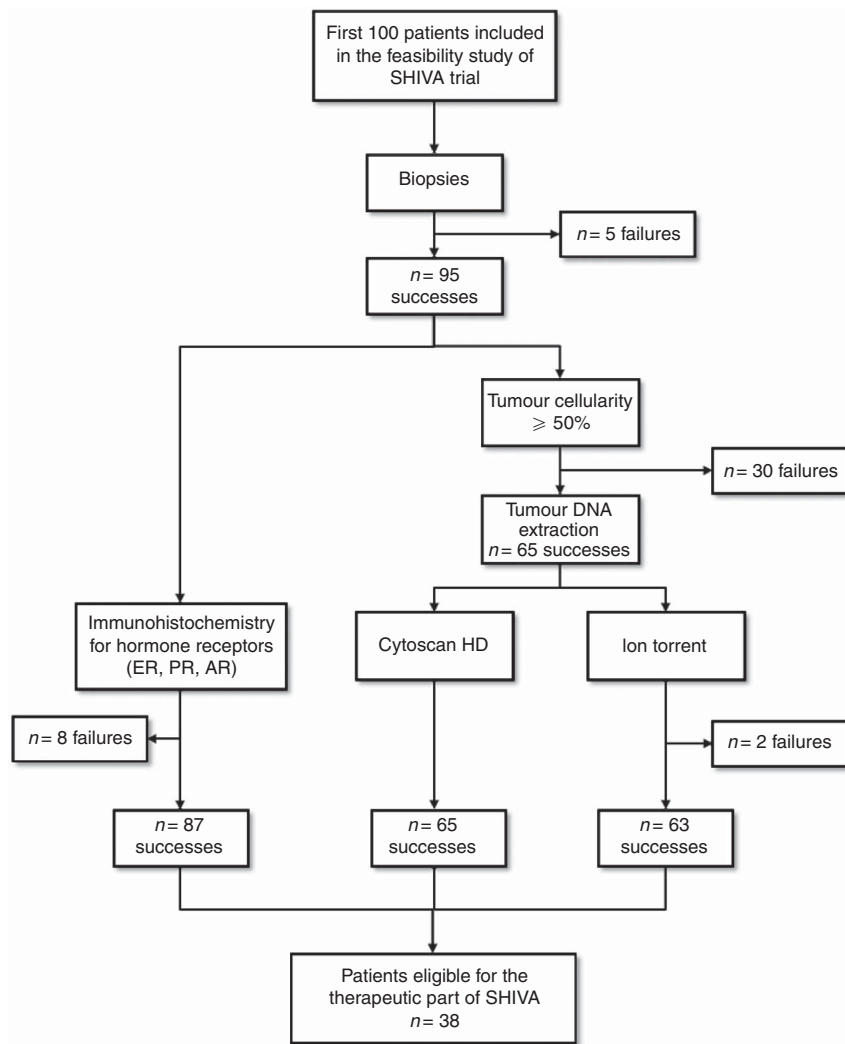 First 100 patients included
in the feasibility study of
SHIVA trial
Biopsies
n= 5 failures
n= 95
successes
Tumour cellularity
⩾ 50%
n= 30 failures
Tumour DNA
extraction
n= 65 successes
Immunohistochemistry
for hormone receptors
(ER, PR, AR)
Cytoscan HD
Ion torrent
n= 8 failures
n= 2 failures
n= 87
successes
n= 65
successes
n= 63
successes
Patients eligible for the
therapeutic part of SHIVA
n = 38